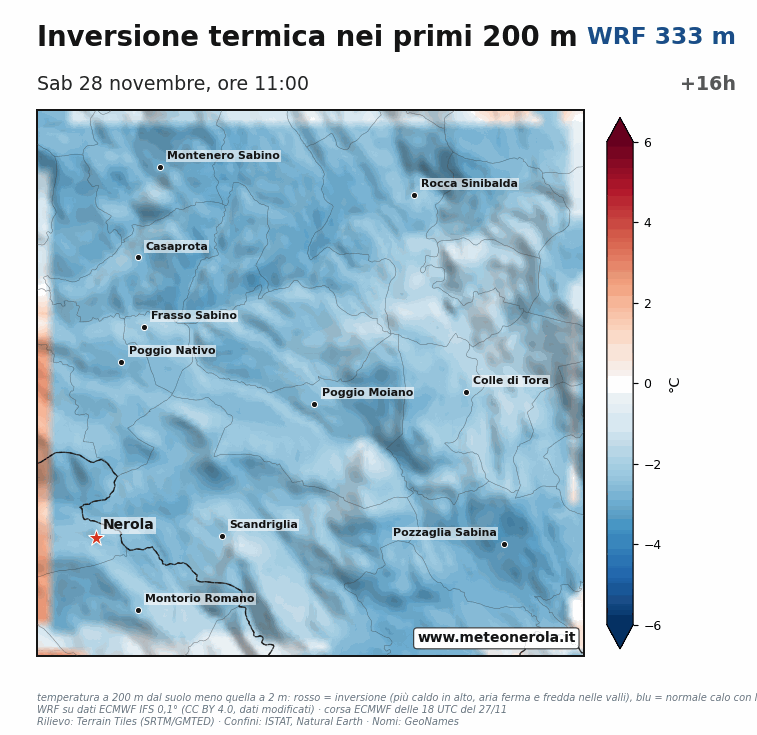 Inversione termica nei primi 200 m WRF 333 m
Sab 28 novembre, ore 11:00
+16h
Montenero Sabino
Rocca Sinibalda
Casaprota
Frasso Sabino
Poggio Nativo
Poggio Moiano
Colle di Tora
Nerola
Scandriglia
Pozzaglia Sabina
Montorio Romano
www.meteonerola.it
6
4
2
0
−2
−4
−6
°C
temperatura a 200 m dal suolo meno quella a 2 m: rosso = inversione (più caldo in alto, aria ferma e fredda nelle valli), blu = normale calo con
WRF su dati ECMWF IFS 0,1° (CC BY 4.0, dati modificati) · corsa ECMWF delle 18 UTC del 27/11
Rilievo: Terrain Tiles (SRTM/GMTED) · Confini: ISTAT, Natural Earth · Nomi: GeoNames